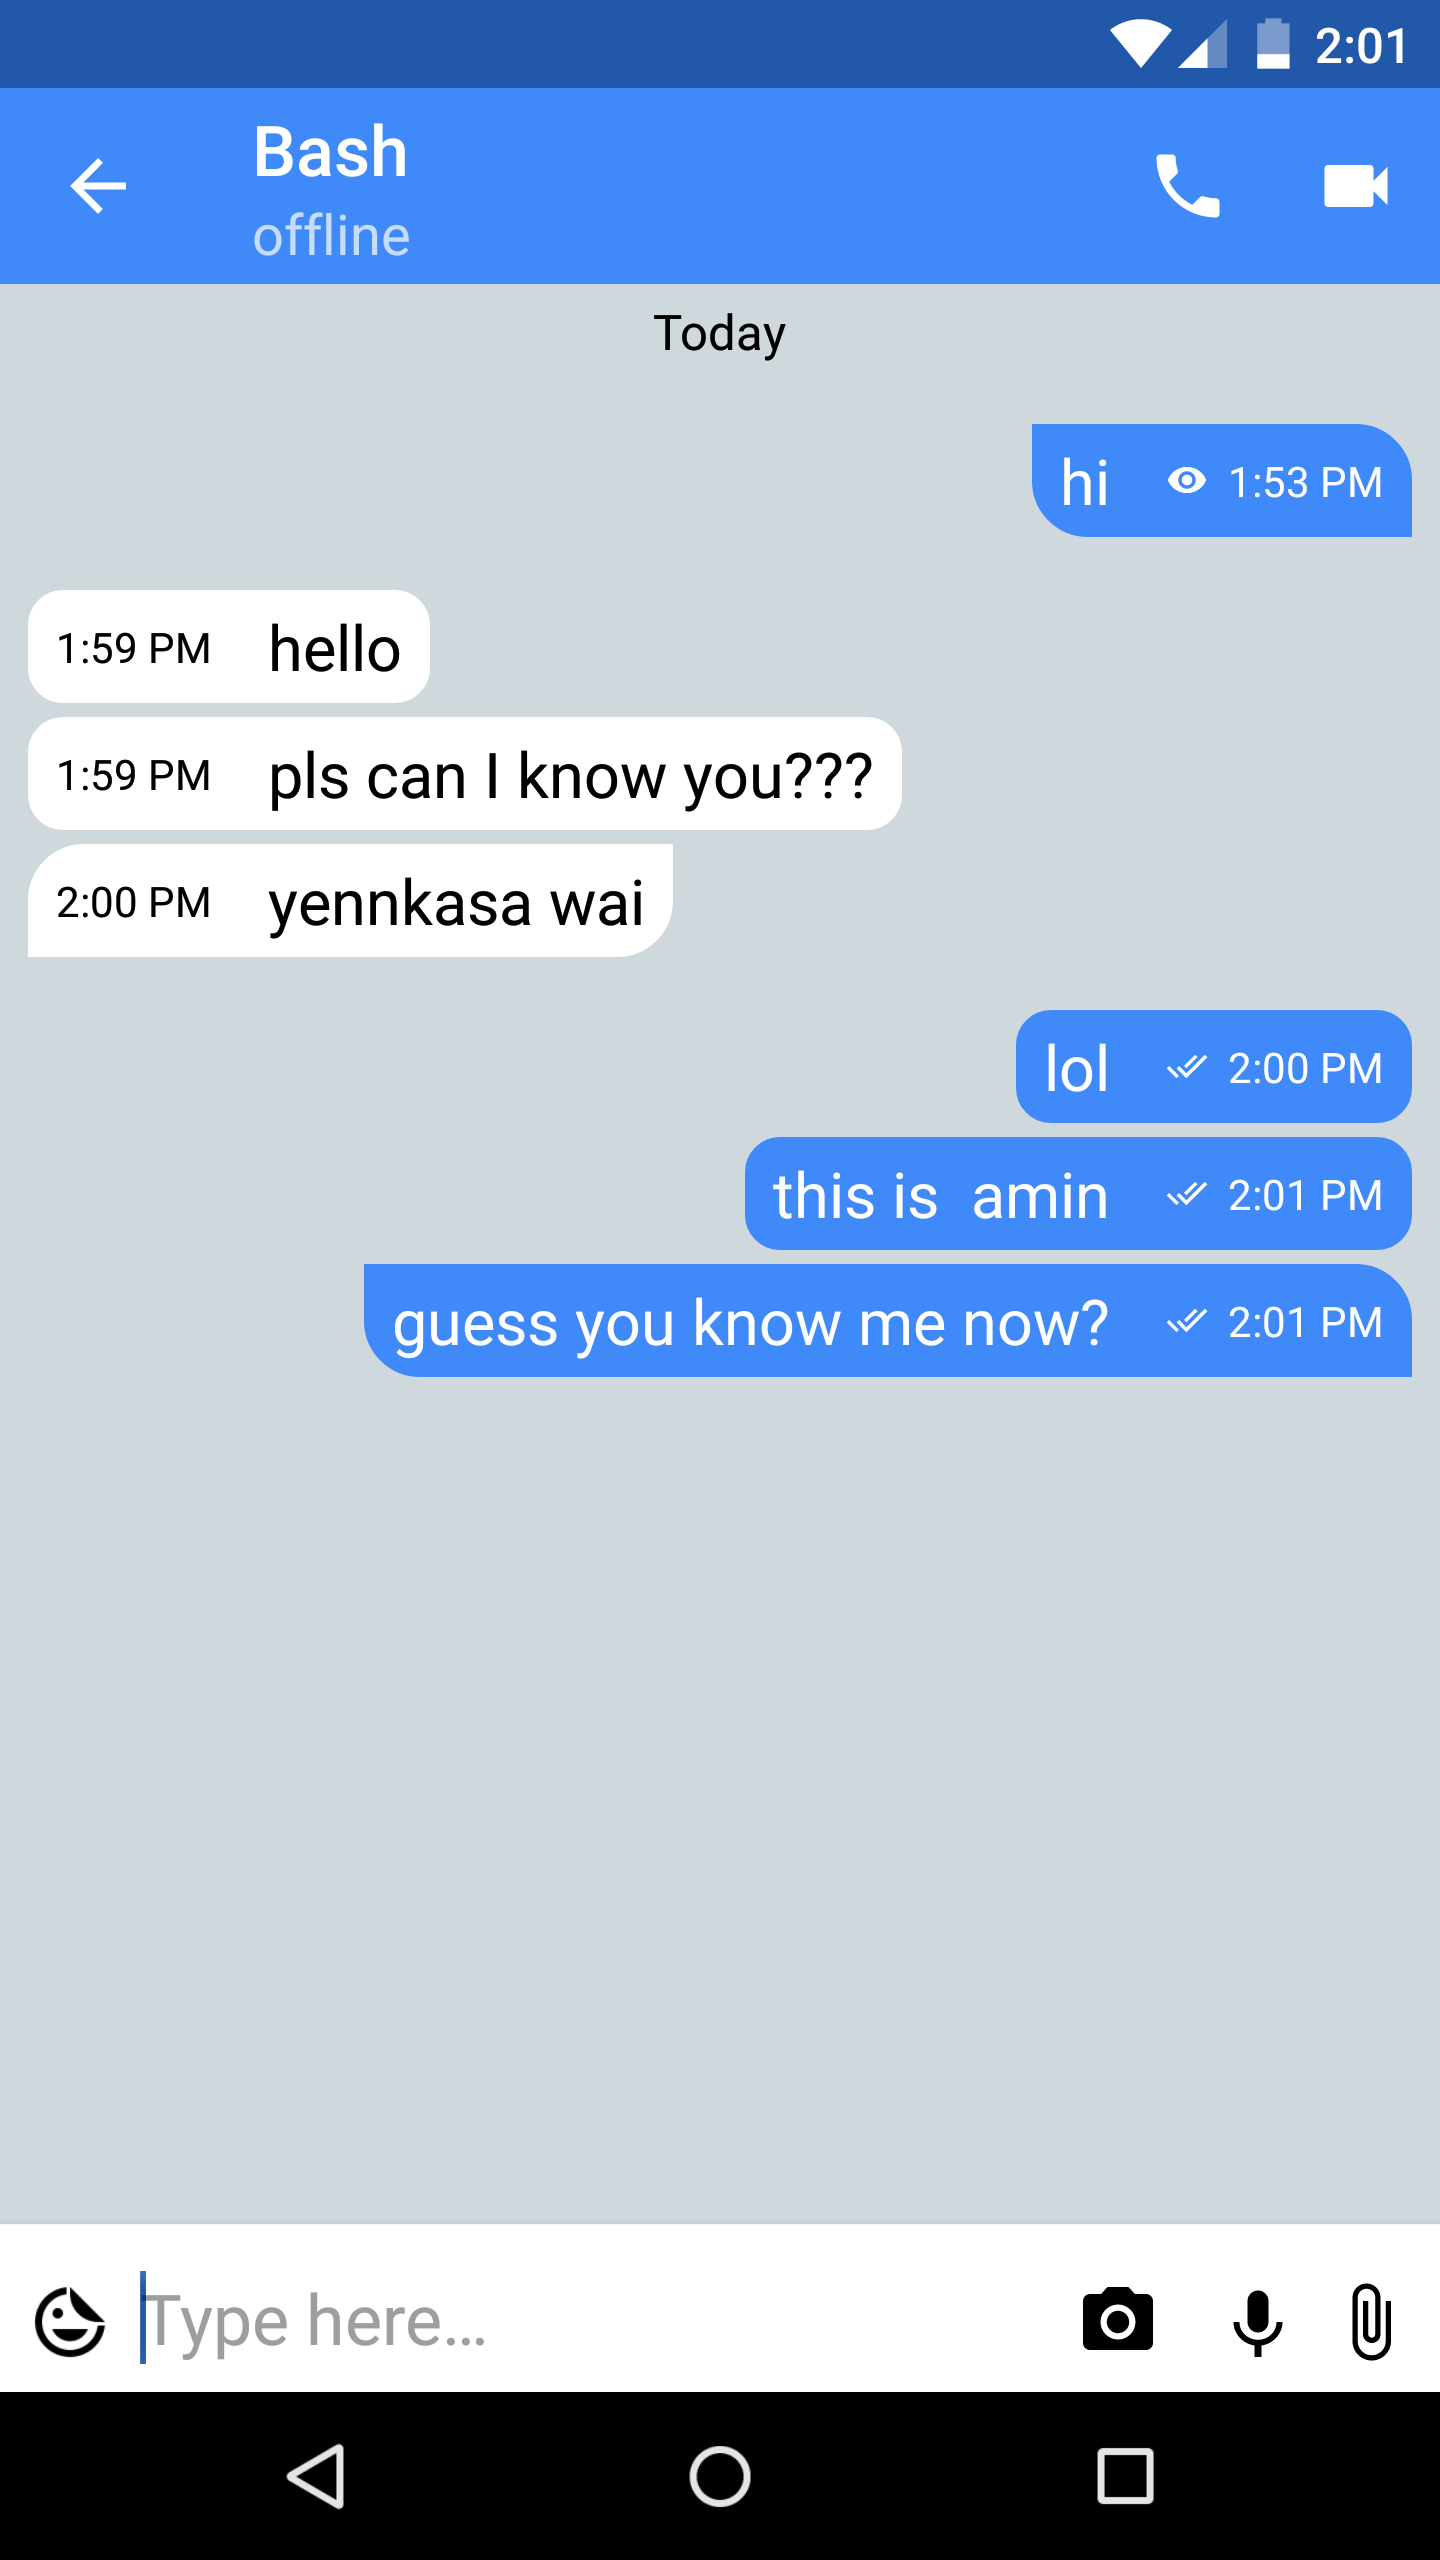 2:01
Bash
offline
Today
hi 1:53 PM
1:59 PM hello
1:59 PM pls can I know you???
2:00 PM yennkasa wai
lol 2:00 PM
this is  amin 2:01 PM
guess you know me now? 2:01 PM
Type here...